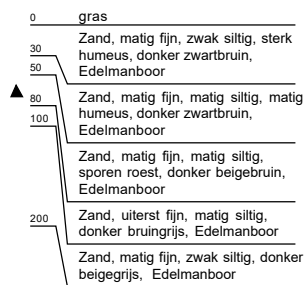 0 gras
Zand, matig fijn, zwak siltig, sterk
humeus, donker zwartbruin,
Edelmanboor
30
Zand, matig fijn, matig siltig, matig
humeus, donker zwartbruin,
Edelmanboor
50
Zand, matig fijn, matig siltig,
sporen roest, donker beigebruin,
Edelmanboor
80
Zand, uiterst fijn, matig siltig,
donker bruingrijs, Edelmanboor
100
Zand, matig fijn, zwak siltig, donker
beigegrijs, Edelmanboor
200